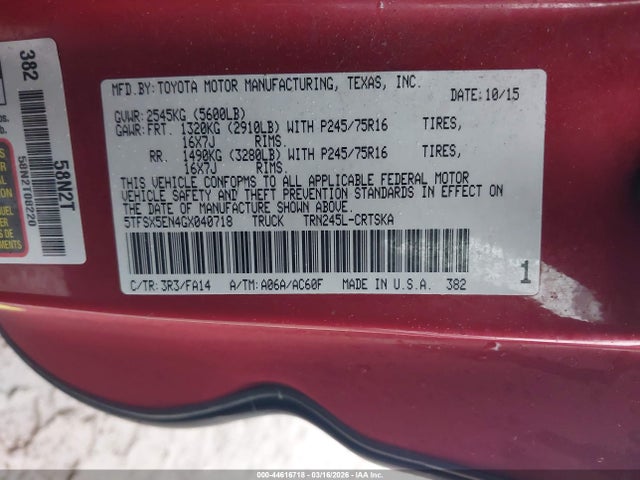 MFD.BY: TOYOTA MOTOR MANUFACTURING, TEXAS, INC.
DATE: 10/15
GVWR: 2545KG (5600LB)
GAWR: FRT. 1320KG (2910LB) WITH P245/75R16 TIRES,
16X7J RIMS.
RR. 1490KG (3280LB) WITH P245/75R16 TIRES,
16X7J RIMS.
THIS VEHICLE CONFORMS TO ALL APPLICABLE FEDERAL MOTOR
VEHICLE SAFETY AND THEFT PREVENTION STANDARDS IN EFFECT ON
THE DATE OF MANUFACTURE SHOWN ABOVE.
5TFSX5EN4GX040718 TRUCK TRN245L-CRTSKA
C/TR: 3R3/FA14 A/TM: A06A/AC60F MADE IN U.S.A. 382
1
382
58N2T
58N2T06220
000-44616718 - 03/16/2026 - COPART USA